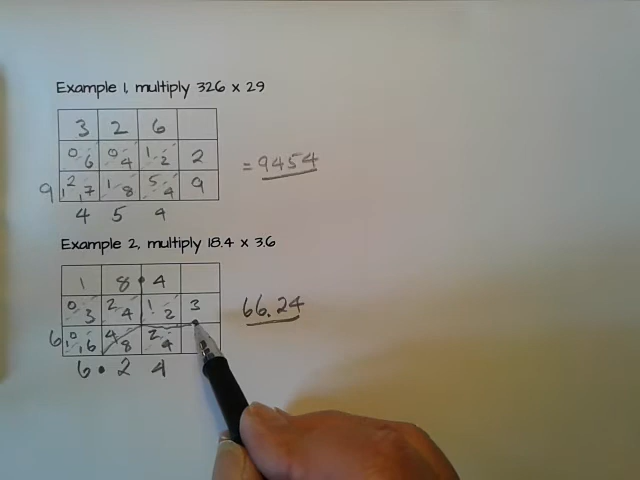 Example 1, multiply 326 x 29
3 2 6
0 6 0 4 1 2 2
9 1 2 1 7 1 8 5 4 9
4 5 4
= 9454
Example 2, multiply 18.4 x 3.6
1 8 . 4
0 3 2 4 1 2 3
6 1 0 1 6 4 8 2 4
6 . 2 4
66.24